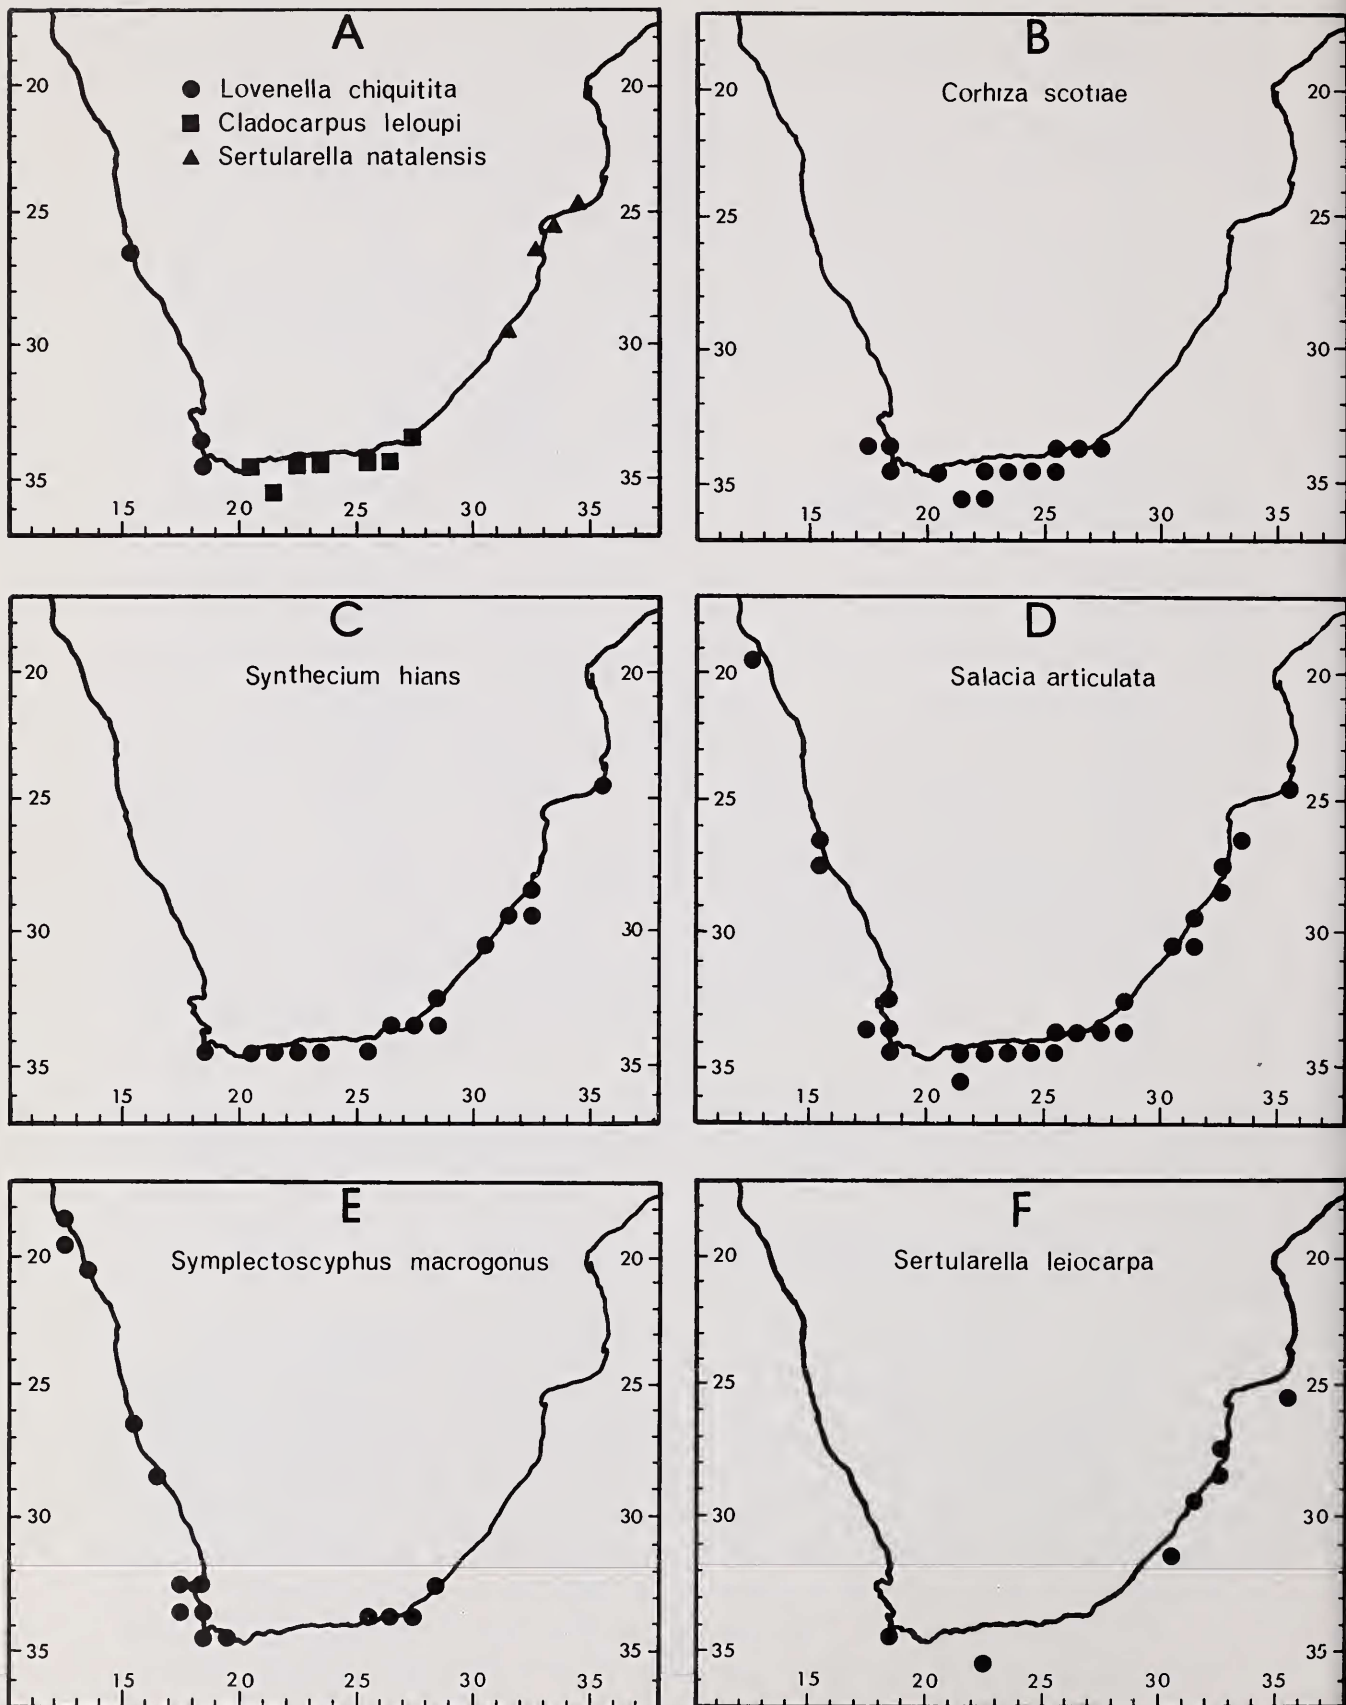 A
● Lovenella chiquitita
■ Cladocarpus leloupi
▲ Sertularella natalensis
20 20
25 25
30 30
35 35
15 20 25 30 35
B
Corhiza scotiae
20 20
25 25
30 30
35 35
15 20 25 30 35
C
Synthecium hians
20 20
25 25
30 30
35 35
15 20 25 30 35
D
Salacia articulata
20 20
25 25
30 30
35 35
15 20 25 30 35
E
Symplectoscyphus macrogonus
20 20
25 25
30 30
35 35
15 20 25 30 35
F
Sertularella leiocarpa
20 20
25 25
30 30
35 35
15 20 25 30 35